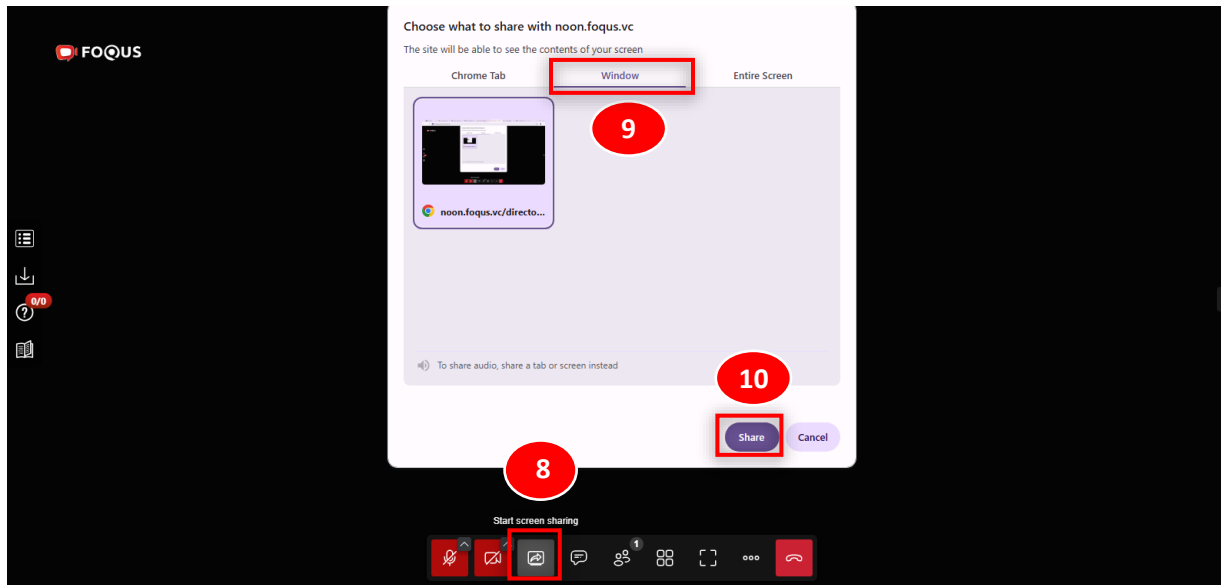 Choose what to share with noon.foqus.vc
FOQUS
The site will be able to see the contents of your screen
Chrome Tab
Window
Entire Screen
9
noon.foqus.vc/directo...
0/0
To share audio, share a tab or screen instead
10
Share
Cancel
8
Start screen sharing
1